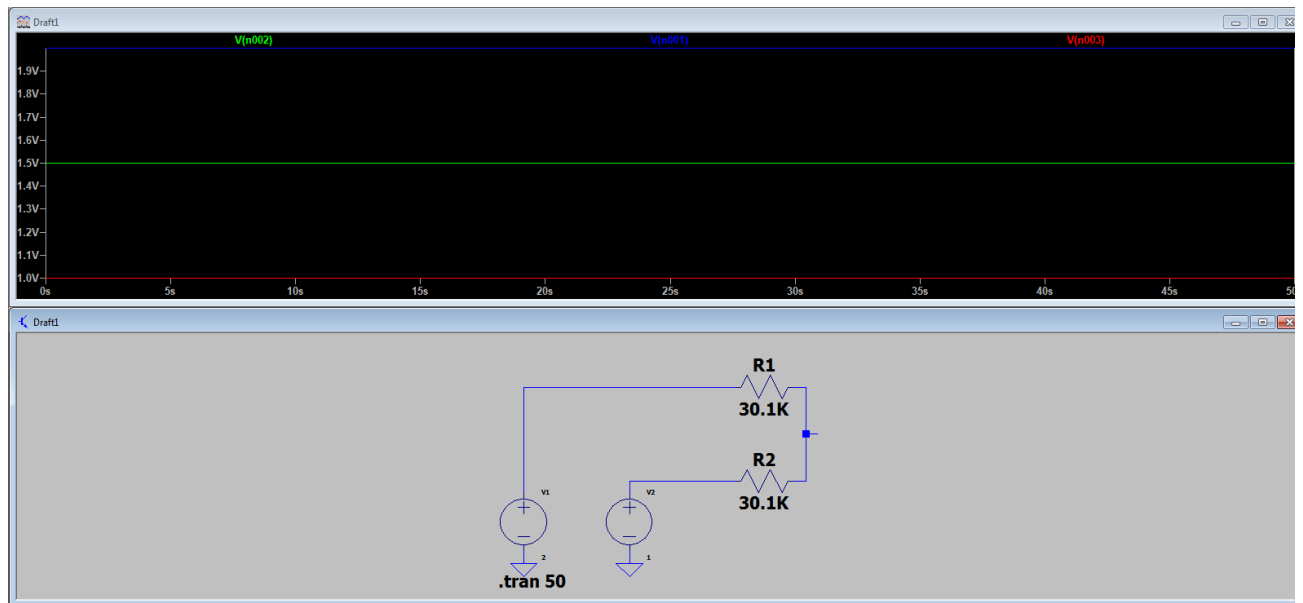 Draft1
V(n002) V(n001) V(n003)
1.9V
1.8V
1.7V
1.6V
1.5V
1.4V
1.3V
1.2V
1.1V
1.0V
0s 5s 10s 15s 20s 25s 30s 35s 40s 45s 50
Draft1
R1
30.1K
R2
30.1K
V1 V2
2 1
.tran 50